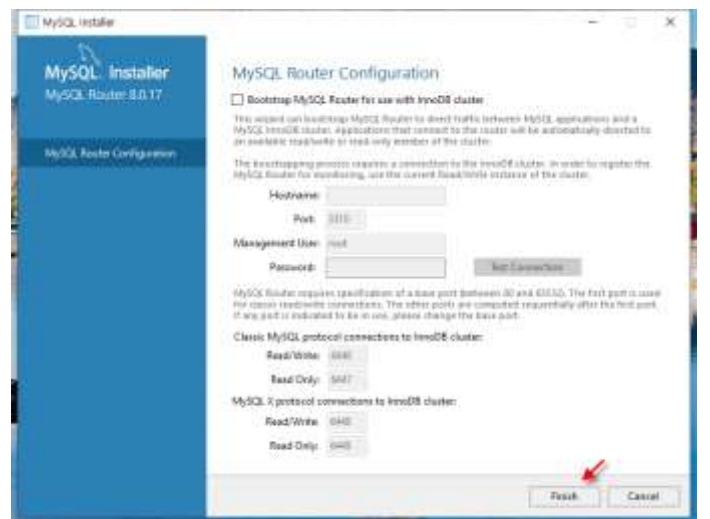 MySQL Installer
MySQL Installer
MySQL Router 8.0.17
MySQL Router Configuration
MySQL Router Configuration
Bootstrap MySQL Router for use with InnoDB cluster
This wizard can bootstrap MySQL Router to direct traffic between MySQL applications and a
MySQL InnoDB cluster. Applications that connect to the router will be automatically directed to
an available read/write or read-only member of the cluster.
The bootstrapping process requires a connection to the InnoDB cluster. In order to register the
MySQL Router for monitoring, use the current Read/Write instance of the cluster.
Hostname:
Port: 3310
Management User: root
Password:
Test Connection
MySQL Router requires specification of a base port (between 80 and 65532). The first port is used
for classic read/write connections. The other ports are computed sequentially after the first port.
If any port is indicated to be in use, please change the base port.
Classic MySQL protocol connections to InnoDB cluster:
Read/Write: 6446
Read Only: 6447
MySQL X protocol connections to InnoDB cluster:
Read/Write:
Read Only:
Finish
Cancel